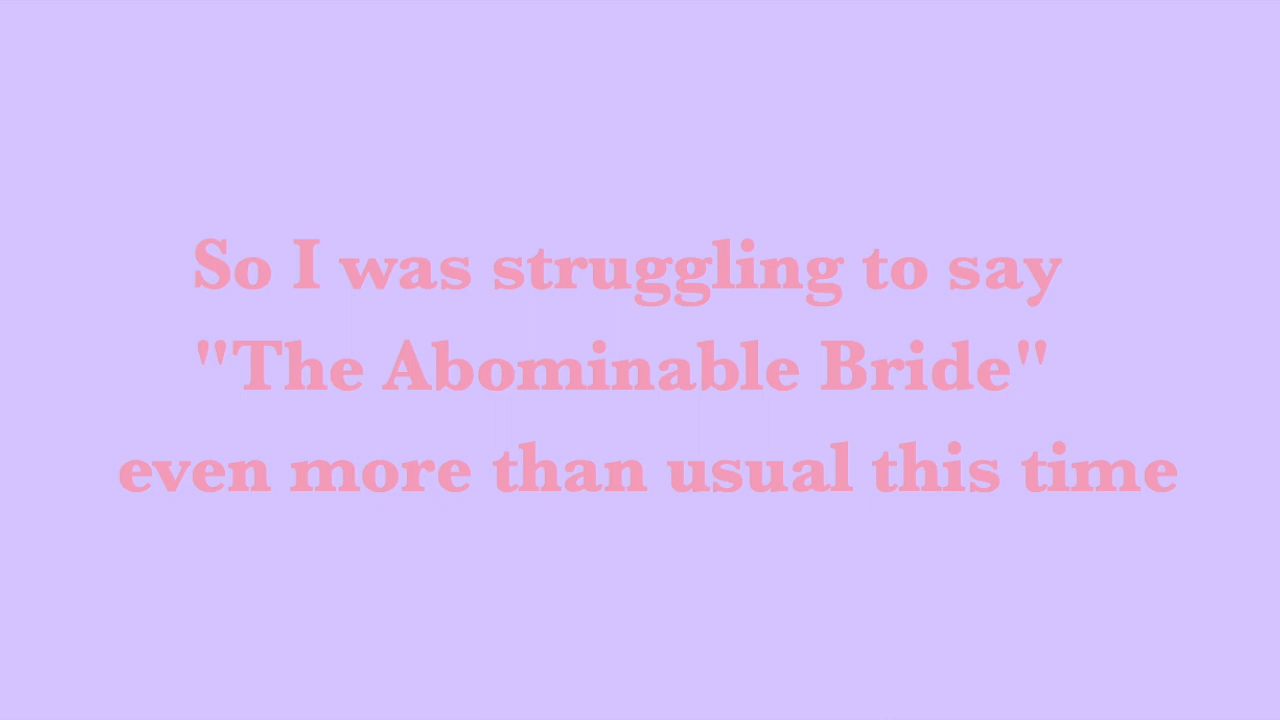 So I was struggling to say
"The Abominable Bride"
even more than usual this time